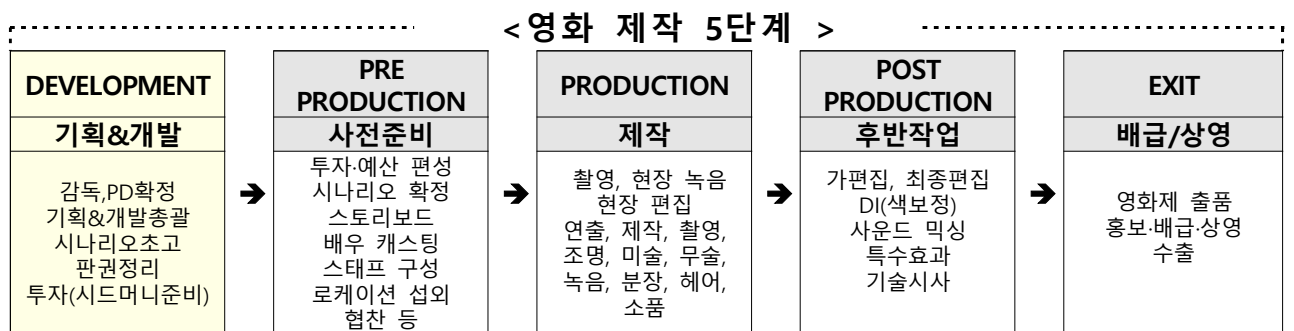 <영화 제작 5단계 >
DEVELOPMENT
기획&개발
감독,PD확정
기획&개발총괄
시나리오초고
판권정리
투자(시드머니준비)
➔
PRE
PRODUCTION
사전준비
투자·예산 편성
시나리오 확정
스토리보드
배우 캐스팅
스태프 구성
로케이션 섭외
협찬 등
➔
PRODUCTION
제작
촬영, 현장 녹음
현장 편집
연출, 제작, 촬영,
조명, 미술, 무술,
녹음, 분장, 헤어,
소품
➔
POST
PRODUCTION
후반작업
가편집, 최종편집
DI(색보정)
사운드 믹싱
특수효과
기술시사
➔
EXIT
배급/상영
영화제 출품
홍보·배급·상영
수출